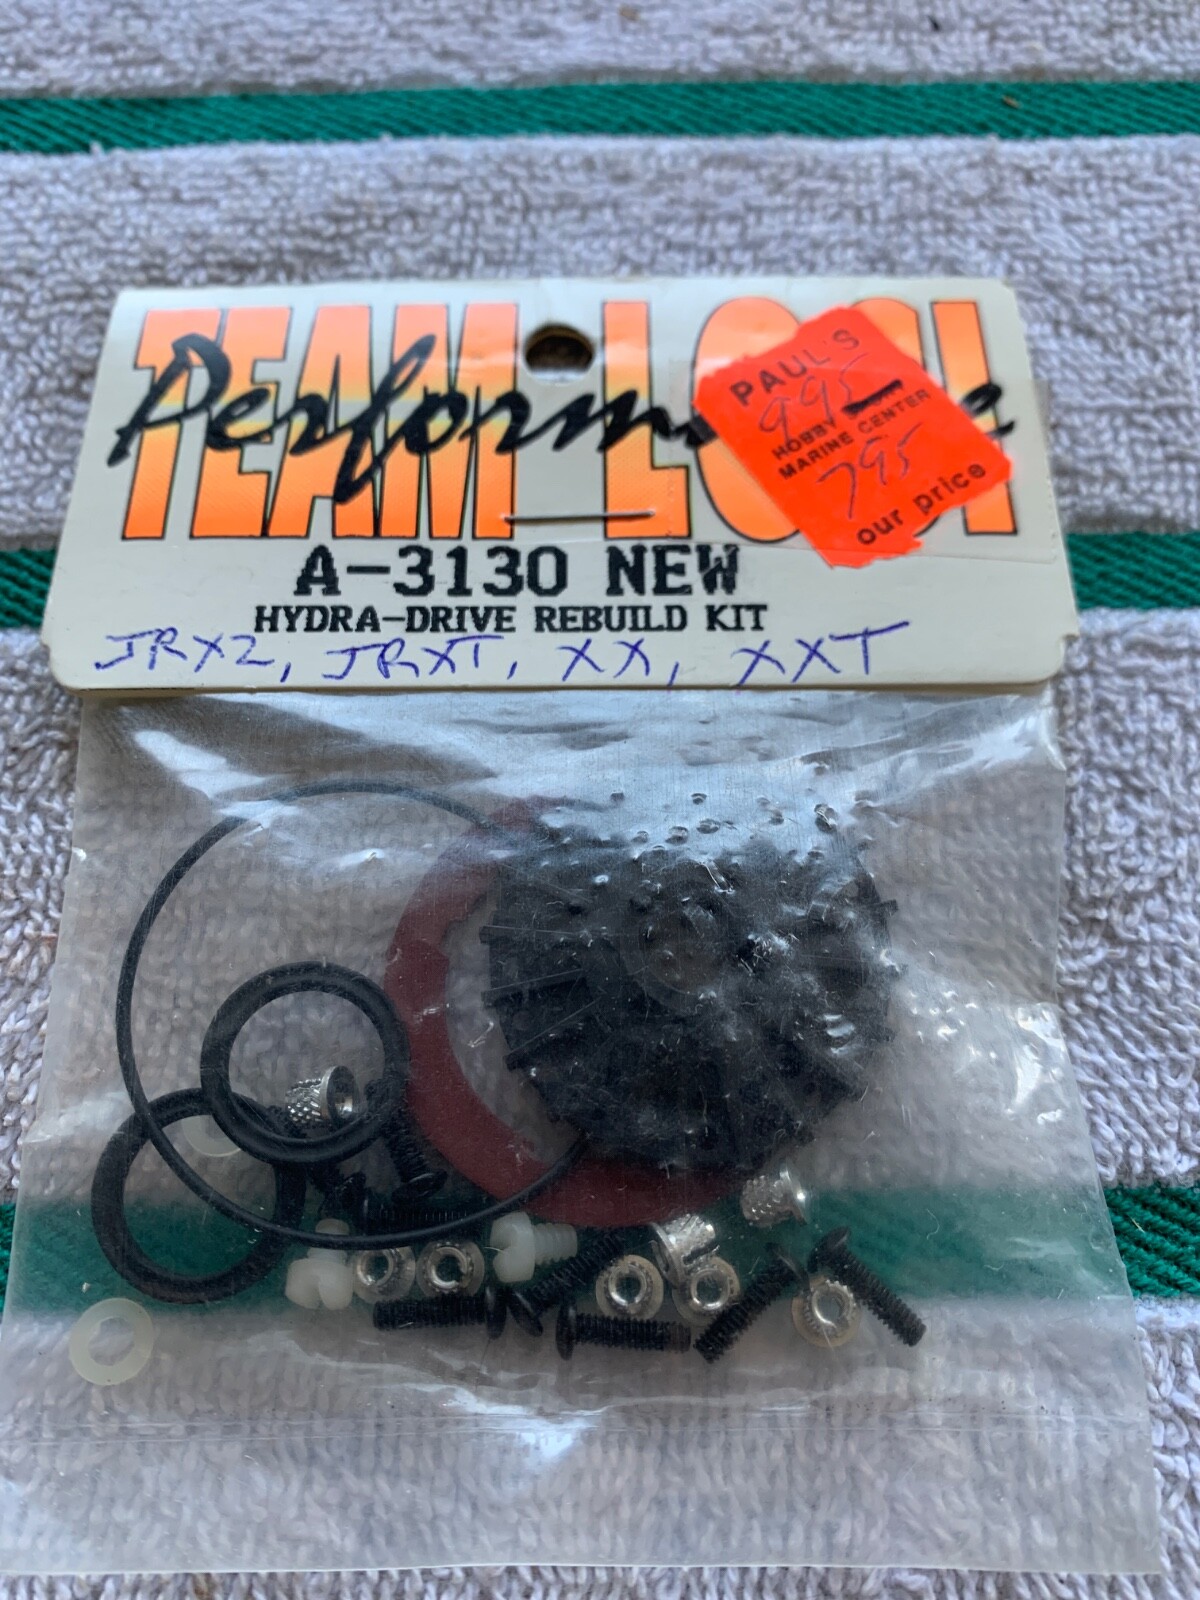 TEAM LOSI
Performance
PAUL'S
995
HOBBY
MARINE CENTER
795
our price
A-3130 NEW
HYDRA-DRIVE REBUILD KIT
JRX2, JRXT, XX, XXT